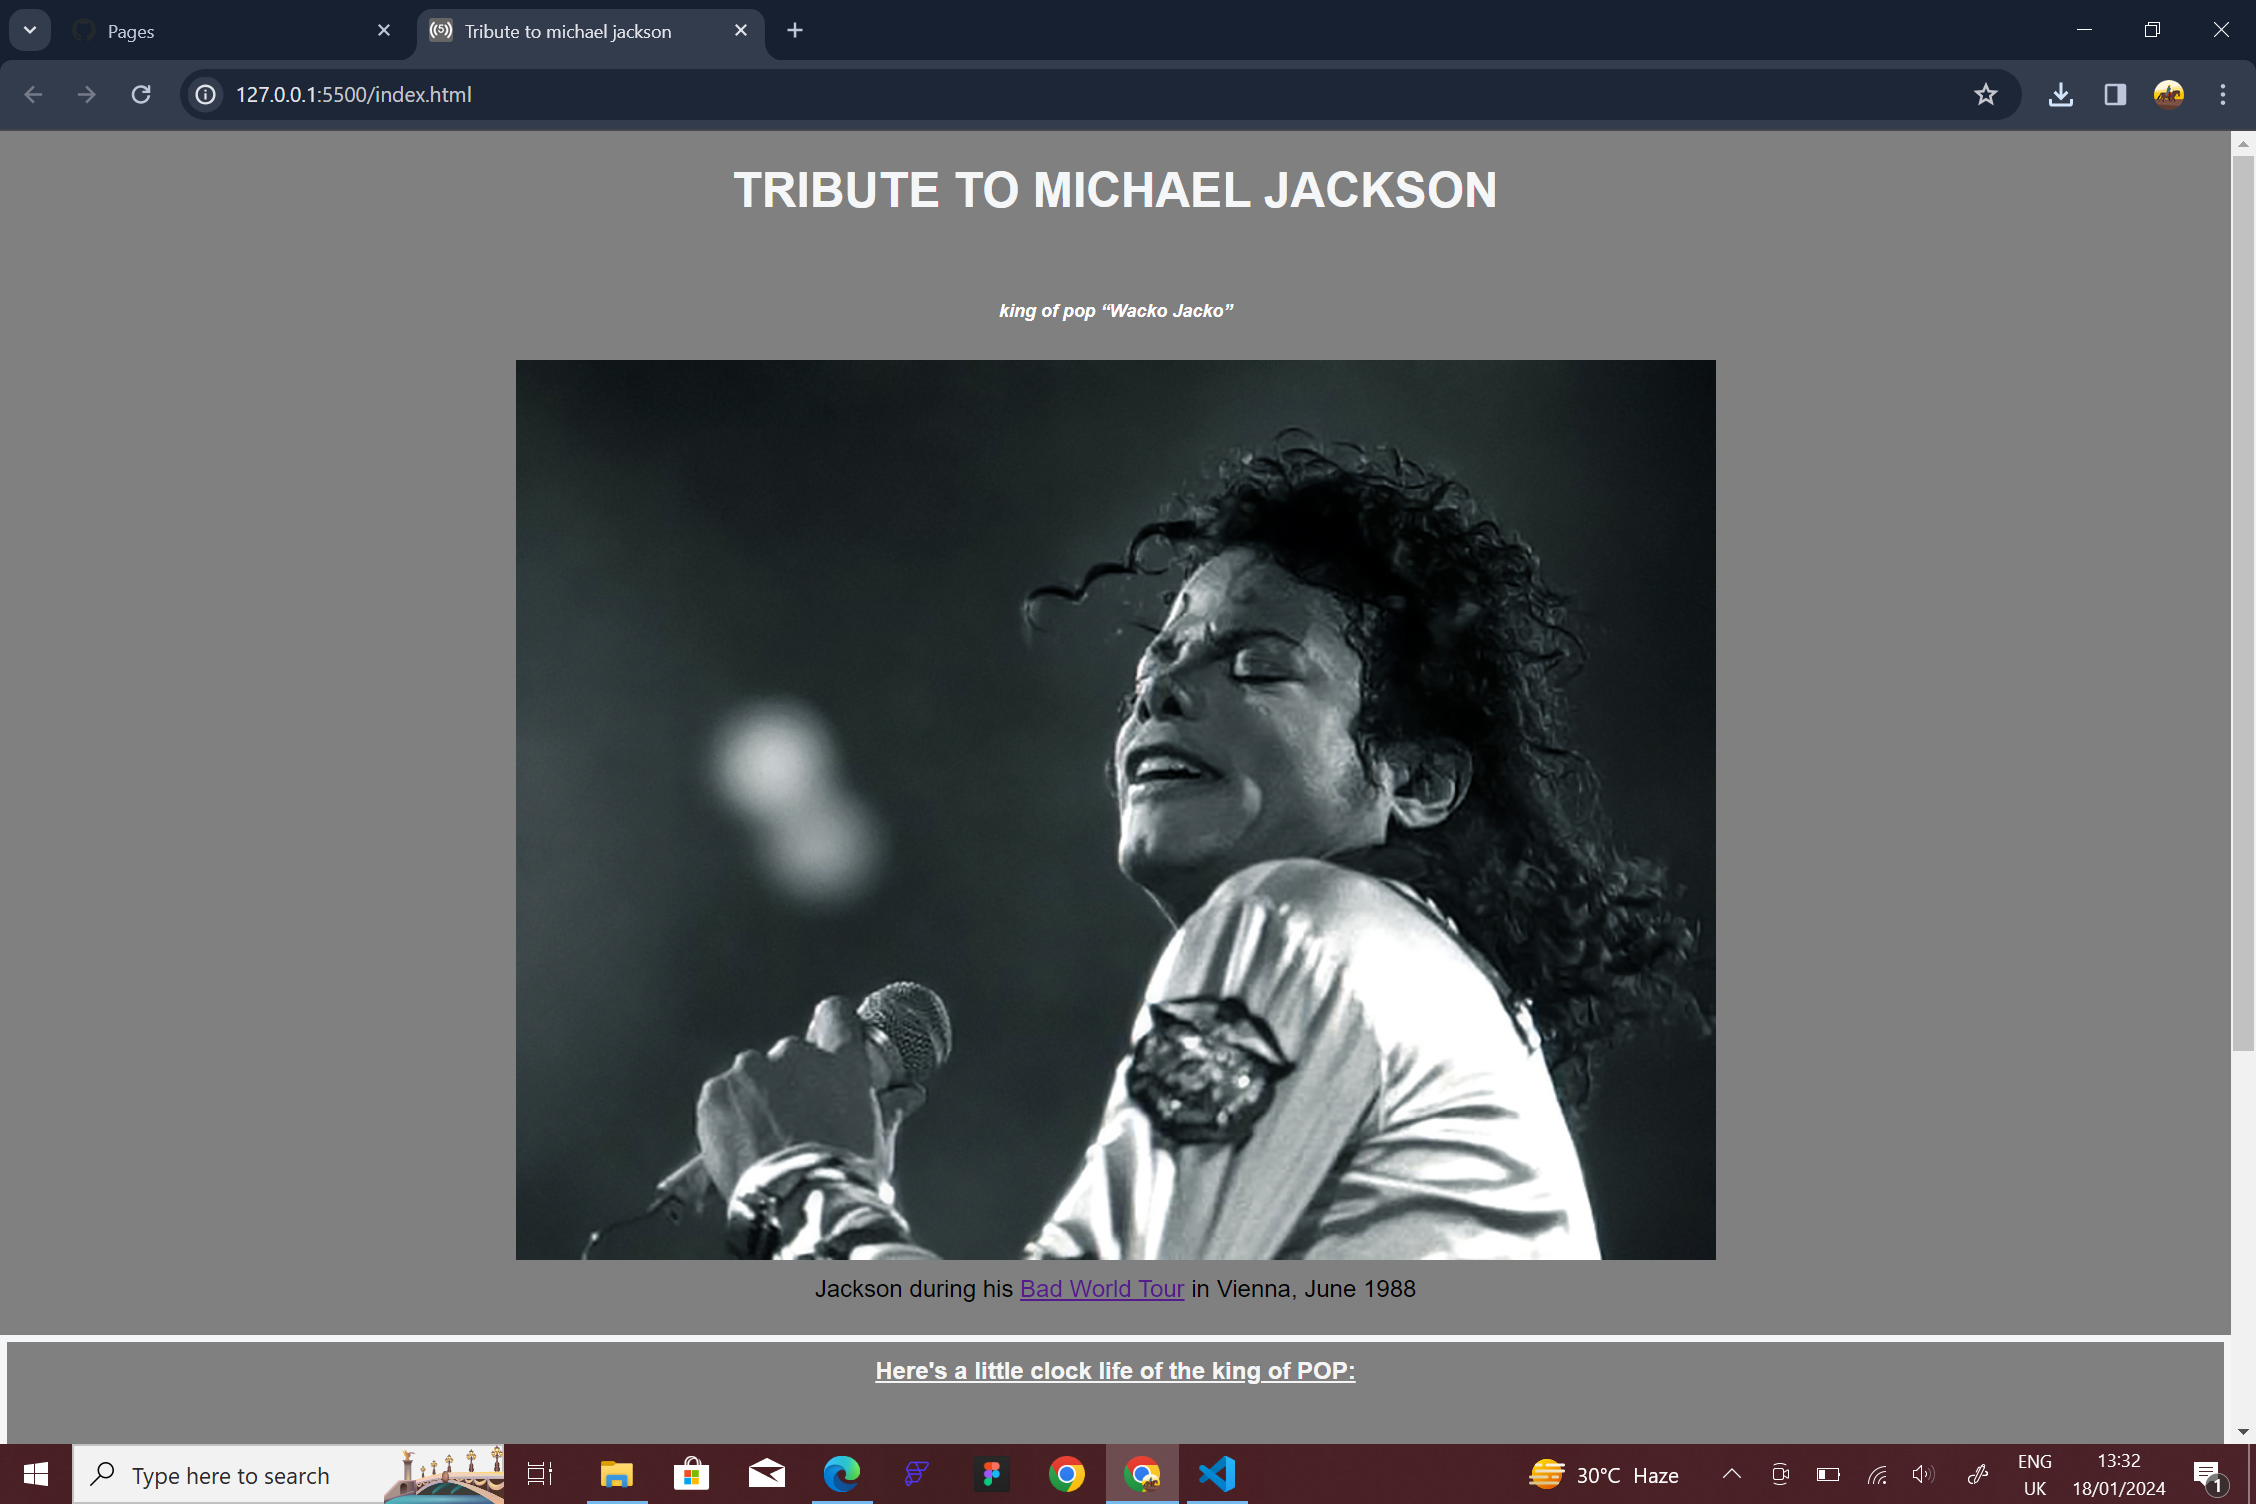 Pages
Tribute to michael jackson
127.0.0.1:5500/index.html
TRIBUTE TO MICHAEL JACKSON
king of pop “Wacko Jacko”
Jackson during his Bad World Tour in Vienna, June 1988
Here's a little clock life of the king of POP:
Type here to search
30°C Haze
ENG
UK
13:32
18/01/2024
1